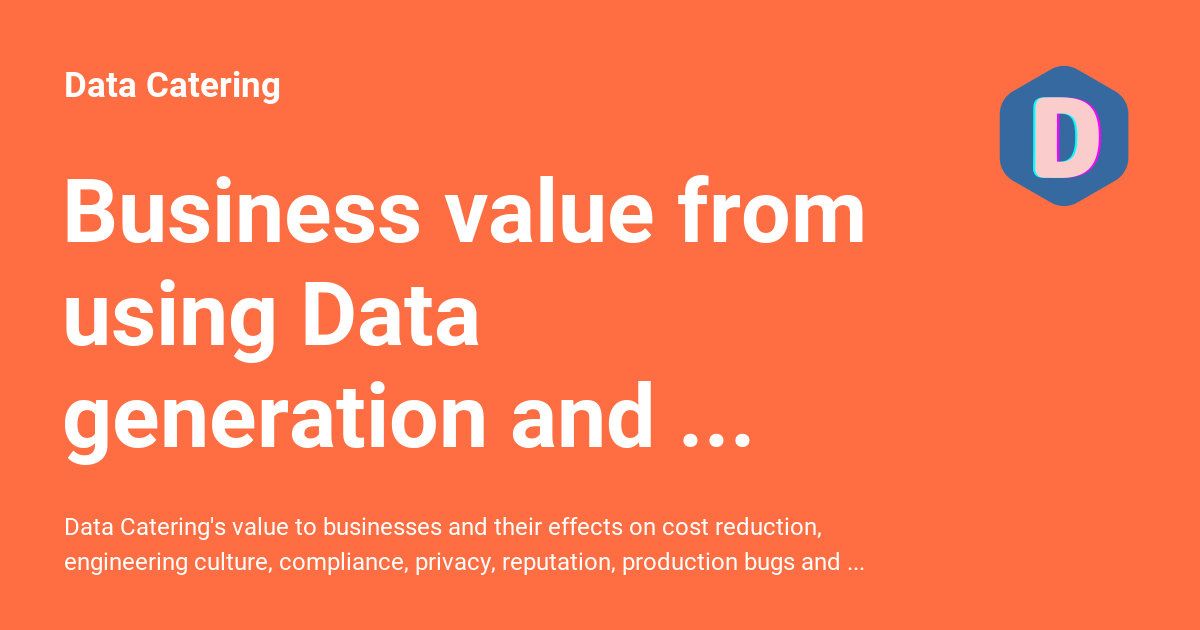 Data Catering
D
Business value from
using Data
generation and ...
Data Catering's value to businesses and their effects on cost reduction,
engineering culture, compliance, privacy, reputation, production bugs and ...